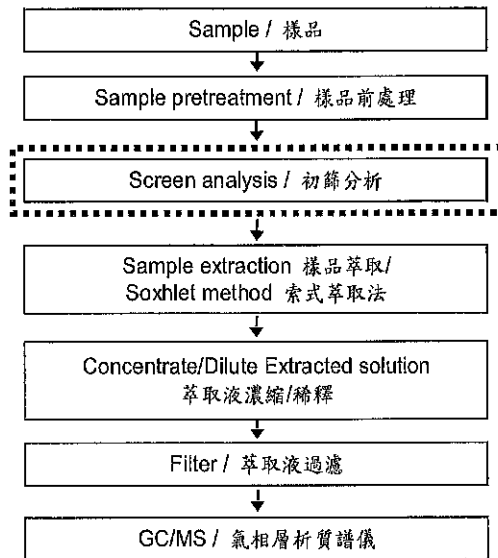 Sample / 樣品
Sample pretreatment / 樣品前處理
Screen analysis / 初篩分析
Sample extraction 樣品萃取/
Soxhlet method 索式萃取法
Concentrate/Dilute Extracted solution
萃取液濃縮/稀釋
Filter / 萃取液過濾
GC/MS / 氣相層析質譜儀